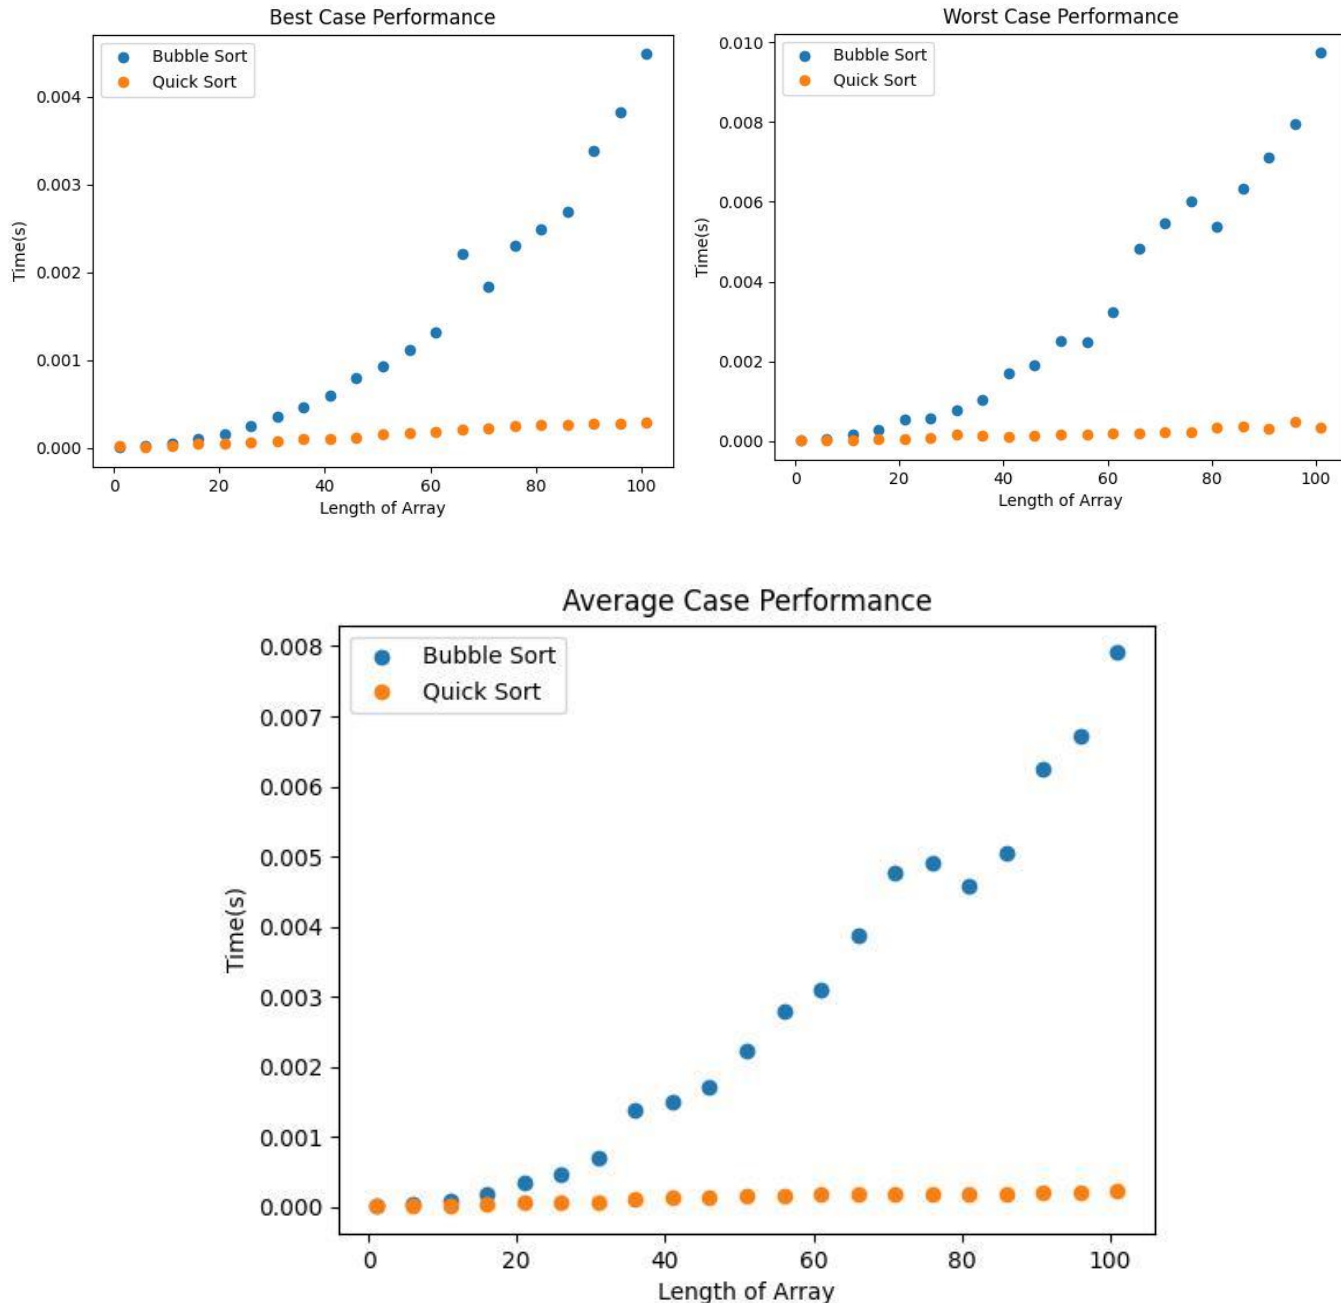 Best Case Performance
Bubble Sort
Quick Sort
0.004
0.003
0.002
0.001
0.000
Time(s)
0 20 40 60 80 100
Length of Array
Worst Case Performance
Bubble Sort
Quick Sort
0.010
0.008
0.006
0.004
0.002
0.000
Time(s)
0 20 40 60 80 100
Length of Array
Average Case Performance
Bubble Sort
Quick Sort
0.008
0.007
0.006
0.005
0.004
0.003
0.002
0.001
0.000
Time(s)
0 20 40 60 80 100
Length of Array